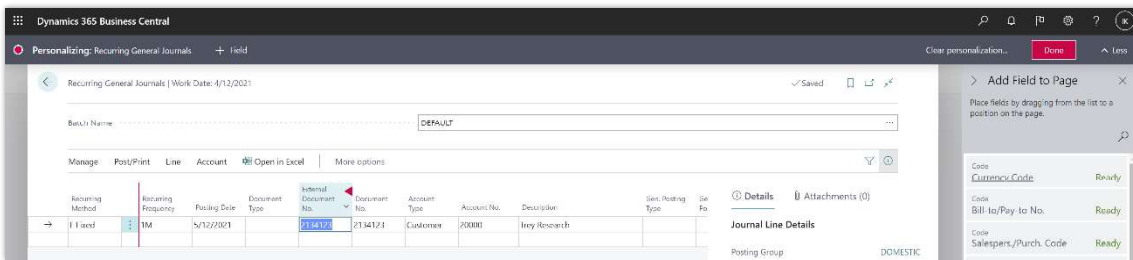 Dynamics 365 Business Central
?
IK
Personalizing: Recurring General Journals
+ Field
Clear personalization...
Done
Less
Recurring General Journals | Work Date: 4/12/2021
Saved
Batch Name
DEFAULT
...
Manage Post/Print Line Account Open in Excel | More options
Recurring Method
Recurring Frequency
Posting Date
Document Type
External Document No.
Document No.
Account Type
Account No.
Description
Gen. Posting Type
F Fixed
1M
5/12/2021
2134123
2134123
Customer
20000
Trey Research
Details
Attachments (0)
Journal Line Details
Posting Group
DOMESTIC
Add Field to Page
Place fields by dragging from the list to a
position on the page.
Code
Currency Code
Ready
Code
Bill-to/Pay-to No.
Ready
Code
Salespers./Purch. Code
Ready